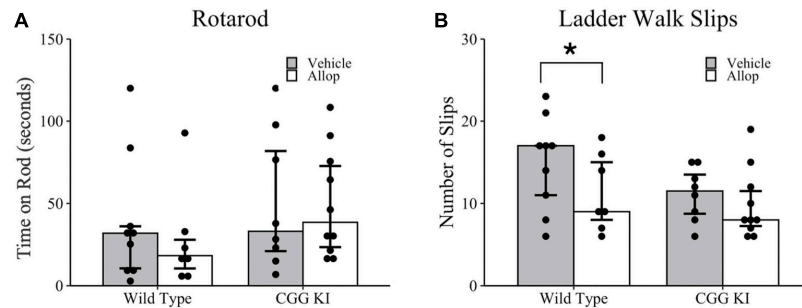 A
Rotarod
150
100
50
0
Time on Rod (seconds)
Vehicle
Allop
Wild Type
CGG KI
B
Ladder Walk Slips
30
20
10
0
Number of Slips
*
Vehicle
Allop
Wild Type
CGG KI